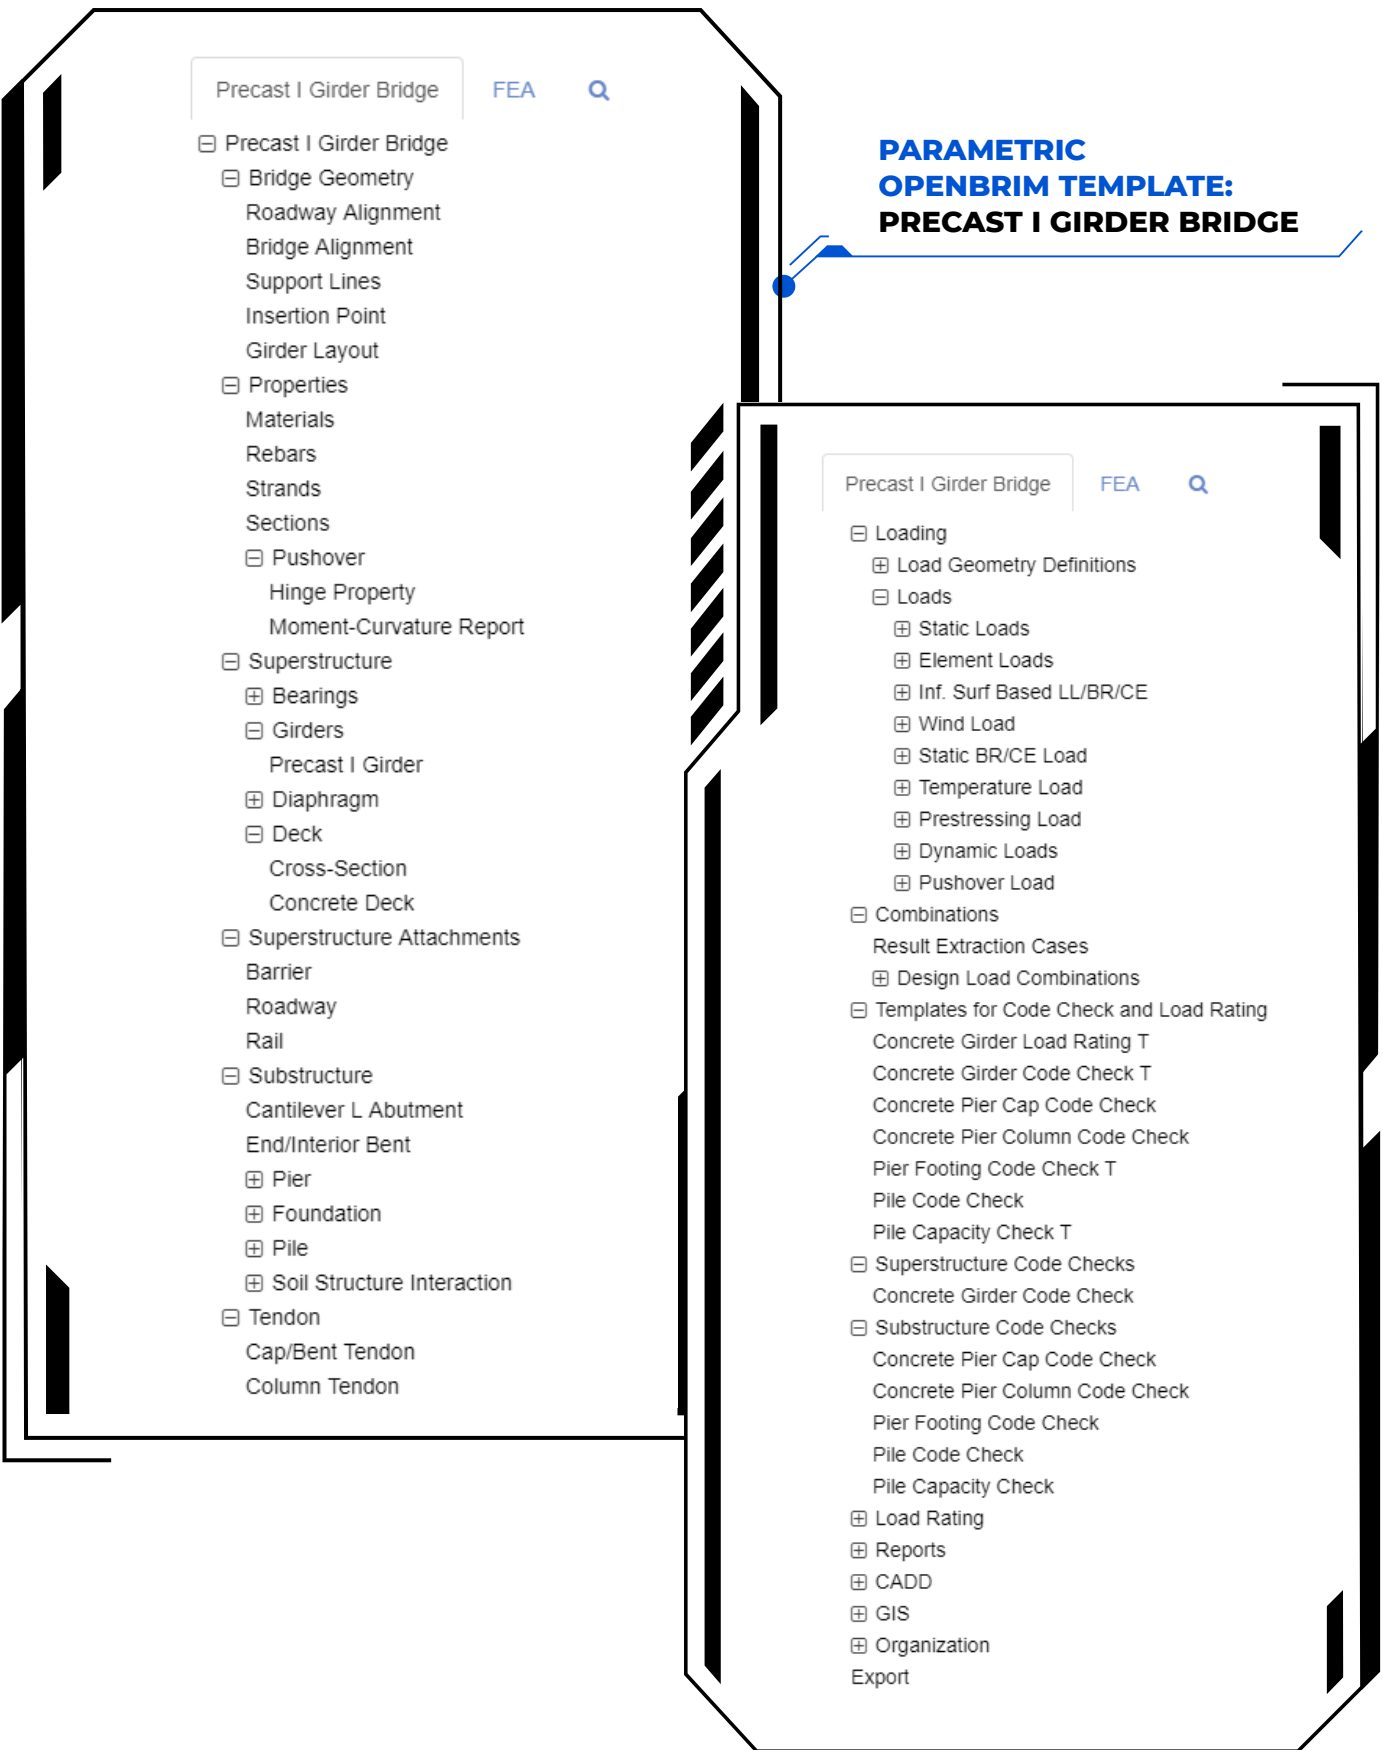 Precast I Girder Bridge FEA
Precast I Girder Bridge
Bridge Geometry
Roadway Alignment
Bridge Alignment
Support Lines
Insertion Point
Girder Layout
Properties
Materials
Rebars
Strands
Sections
Pushover
Hinge Property
Moment-Curvature Report
Superstructure
Bearings
Girders
Precast I Girder
Diaphragm
Deck
Cross-Section
Concrete Deck
Superstructure Attachments
Barrier
Roadway
Rail
Substructure
Cantilever L Abutment
End/Interior Bent
Pier
Foundation
Pile
Soil Structure Interaction
Tendon
Cap/Bent Tendon
Column Tendon
PARAMETRIC
OPENBRIM TEMPLATE:
PRECAST I GIRDER BRIDGE
Precast I Girder Bridge FEA
Loading
Load Geometry Definitions
Loads
Static Loads
Element Loads
Inf. Surf Based LL/BR/CE
Wind Load
Static BR/CE Load
Temperature Load
Prestressing Load
Dynamic Loads
Pushover Load
Combinations
Result Extraction Cases
Design Load Combinations
Templates for Code Check and Load Rating
Concrete Girder Load Rating T
Concrete Girder Code Check T
Concrete Pier Cap Code Check
Concrete Pier Column Code Check
Pier Footing Code Check T
Pile Code Check
Pile Capacity Check T
Superstructure Code Checks
Concrete Girder Code Check
Substructure Code Checks
Concrete Pier Cap Code Check
Concrete Pier Column Code Check
Pier Footing Code Check
Pile Code Check
Pile Capacity Check
Load Rating
Reports
CADD
GIS
Organization
Export